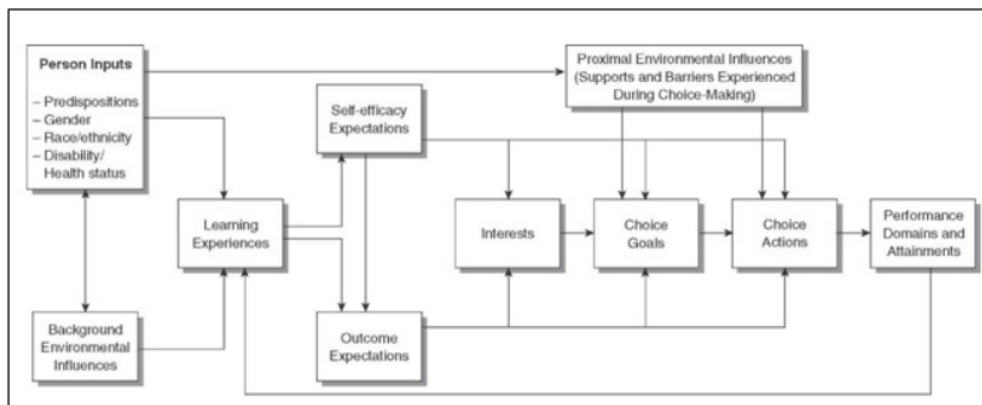 Person Inputs
– Predispositions
– Gender
– Race/ethnicity
– Disability/
Health status
Proximal Environmental Influences
(Supports and Barriers Experienced
During Choice-Making)
Self-efficacy
Expectations
Learning
Experiences
Interests
Choice
Goals
Choice
Actions
Performance
Domains and
Attainments
Background
Environmental
Influences
Outcome
Expectations